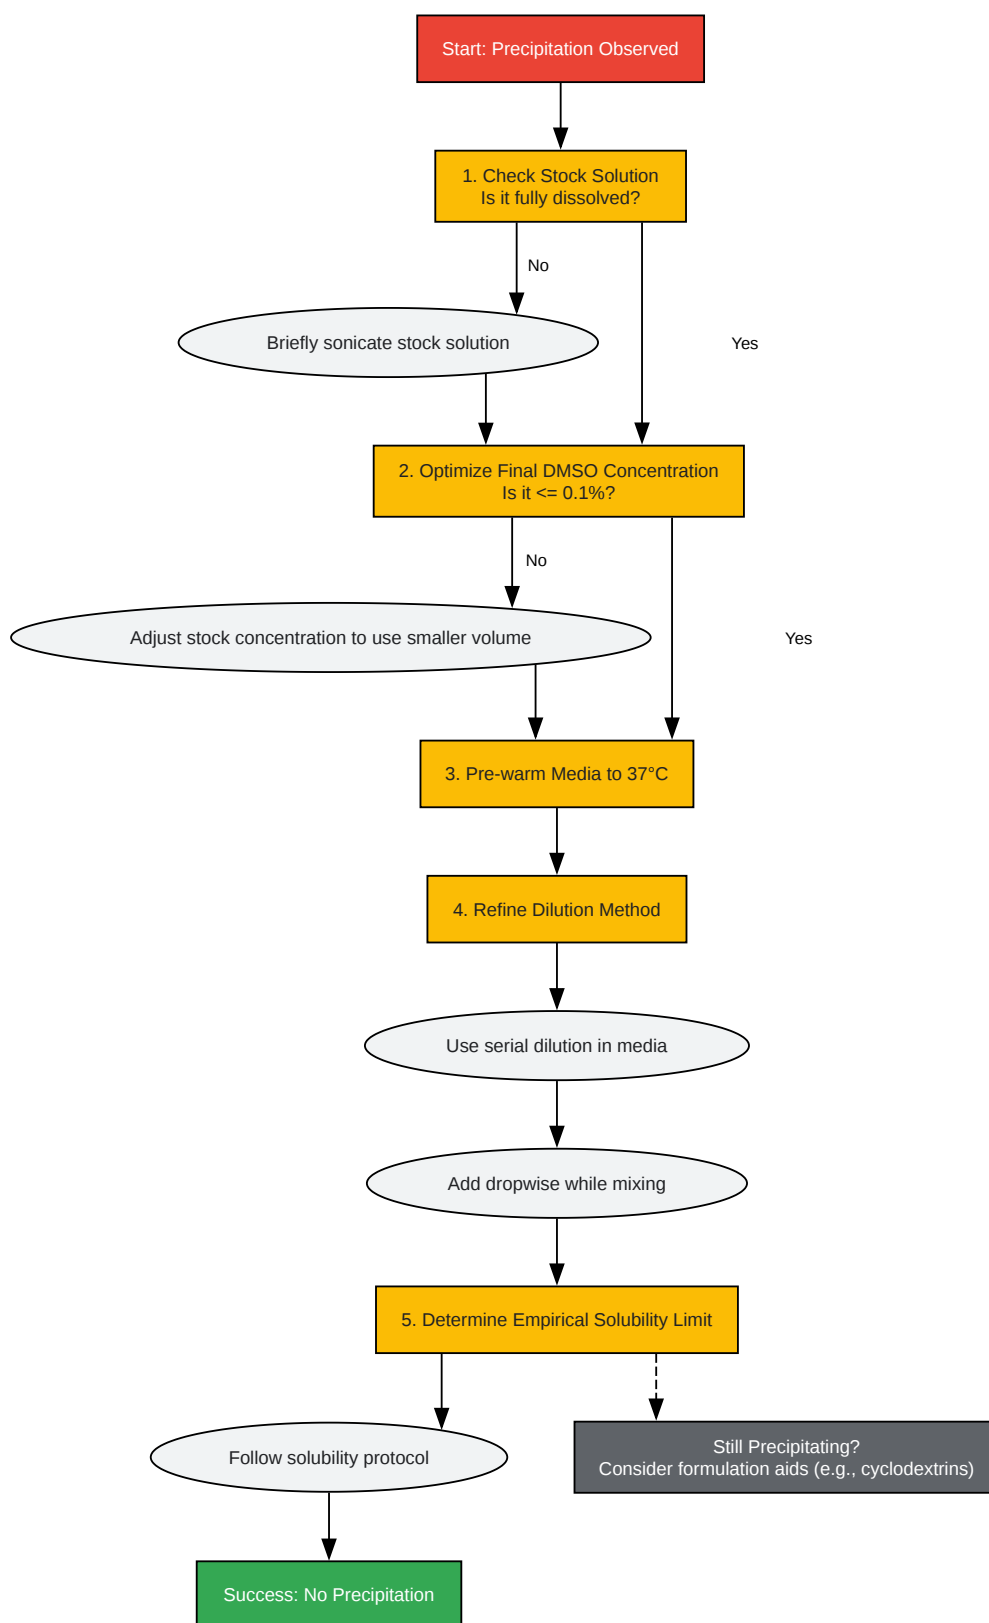 Start: Precipitation Observed
1. Check Stock Solution
Is it fully dissolved?
No
Briefly sonicate stock solution
Yes
2. Optimize Final DMSO Concentration
Is it <= 0.1%?
No
Adjust stock concentration to use smaller volume
Yes
3. Pre-warm Media to 37°C
4. Refine Dilution Method
Use serial dilution in media
Add dropwise while mixing
5. Determine Empirical Solubility Limit
Follow solubility protocol
Still Precipitating?
Consider formulation aids (e.g., cyclodextrins)
Success: No Precipitation